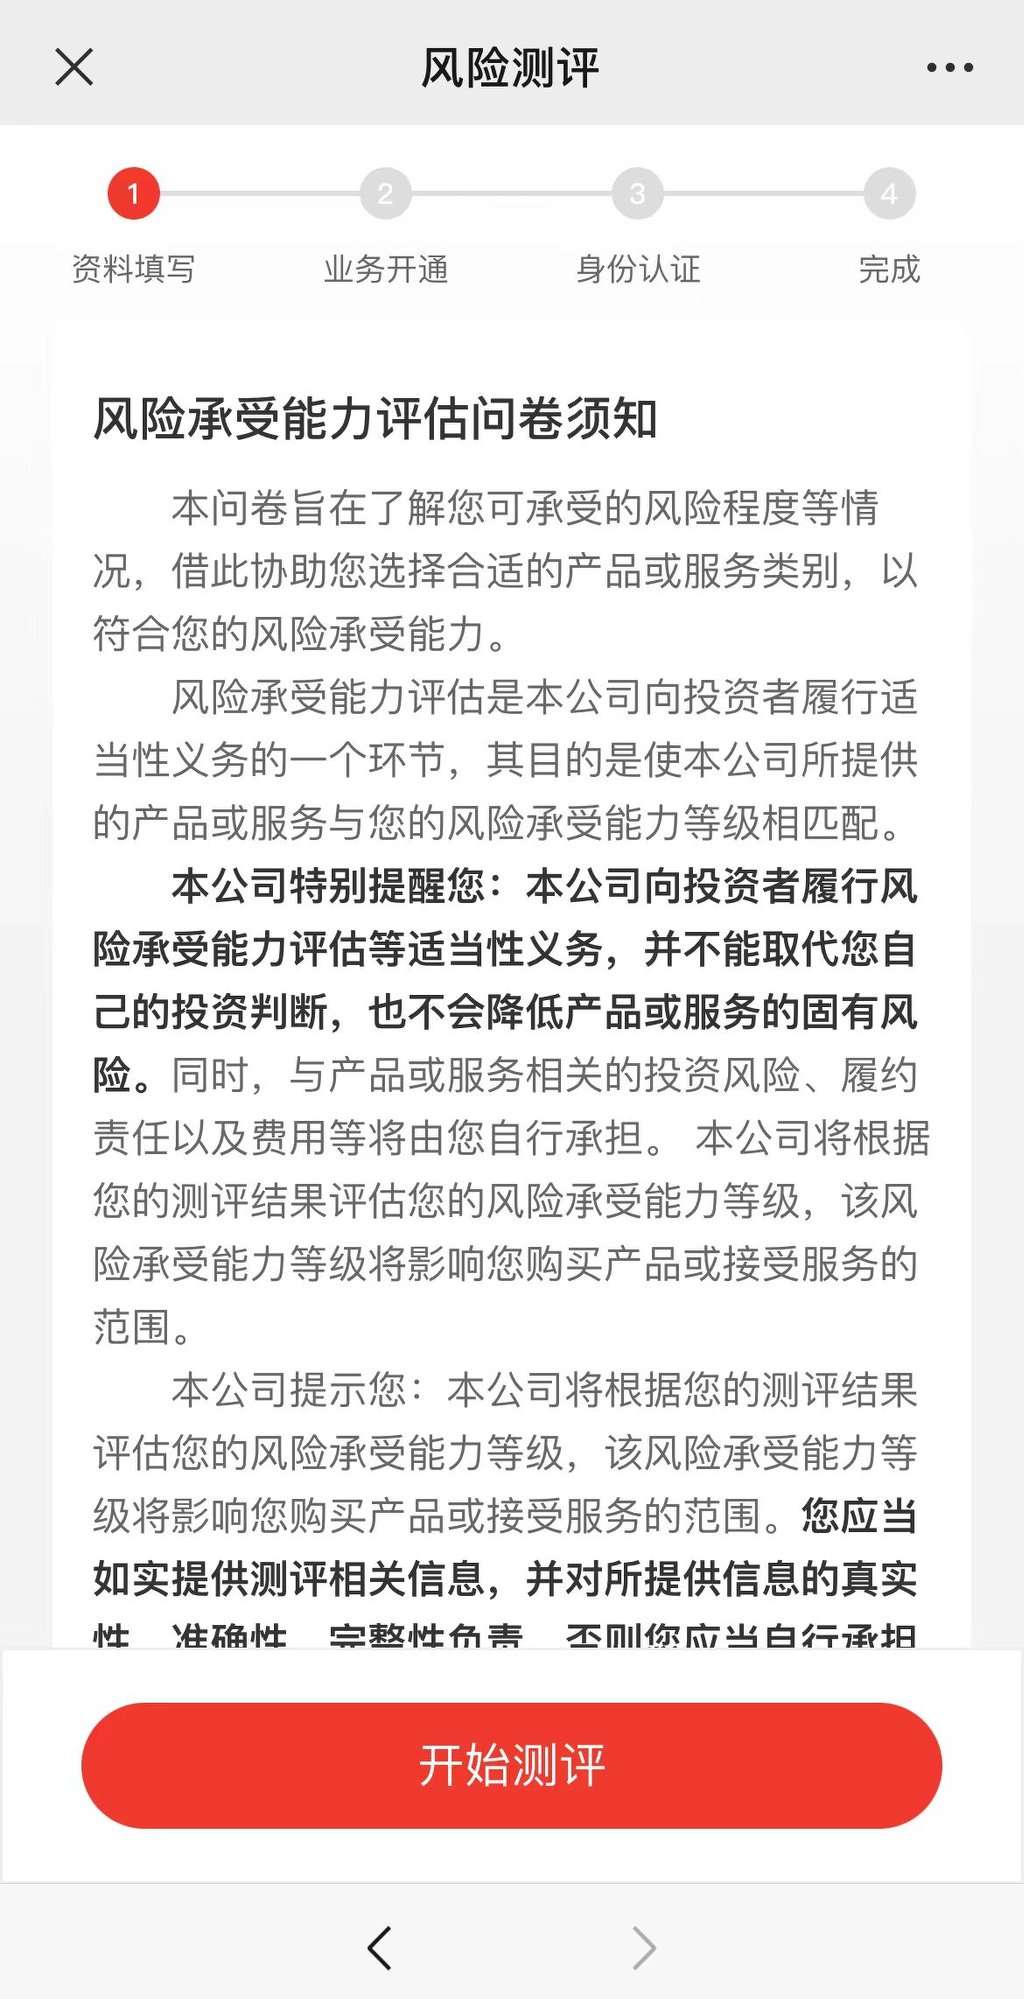 风险测评
1
2
3
4
资料填写
业务开通
身份认证
完成
风险承受能力评估问卷须知
本问卷旨在了解您可承受的风险程度等情
况，借此协助您选择合适的产品或服务类别，以
符合您的风险承受能力。
风险承受能力评估是本公司向投资者履行适
当性义务的一个环节，其目的是使本公司所提供
的产品或服务与您的风险承受能力等级相匹配。
本公司特别提醒您：本公司向投资者履行风
险承受能力评估等适当性义务，并不能取代您自
己的投资判断，也不会降低产品或服务的固有风
险。同时，与产品或服务相关的投资风险、履约
责任以及费用等将由您自行承担。 本公司将根据
您的测评结果评估您的风险承受能力等级，该风
险承受能力等级将影响您购买产品或接受服务的
范围。
本公司提示您：本公司将根据您的测评结果
评估您的风险承受能力等级，该风险承受能力等
级将影响您购买产品或接受服务的范围。您应当
如实提供测评相关信息，并对所提供信息的真实
性、准确性、完整性负责，否则您应当自行承担
开始测评